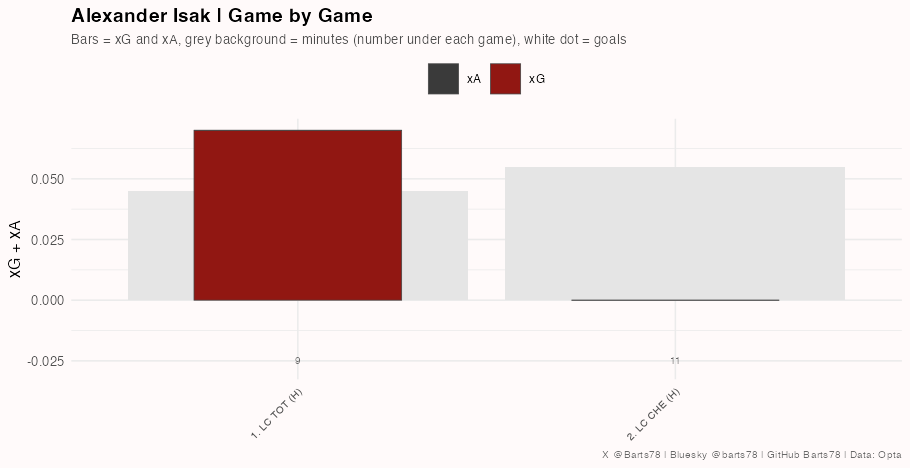 Alexander Isak | Game by Game
Bars = xG and xA, grey background = minutes (number under each game), white dot = goals
xA
xG
xG + xA
0.050
0.025
0.000
-0.025
9
11
1. LC TOT (H)
2. LC CHE (H)
X @Barts78 | Bluesky @barts78 | GitHub Barts78 | Data: Opta